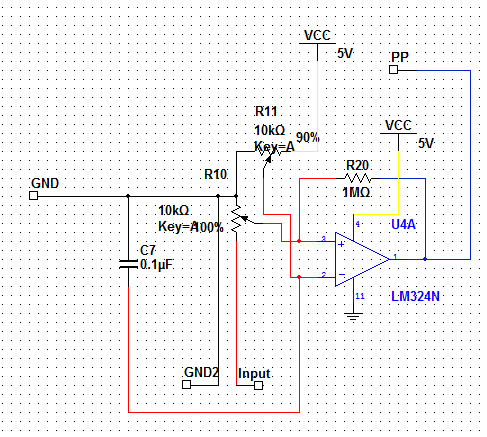 VCC
5V
PP
R11
10kΩ
Key=A
90%
VCC
5V
R20
1MΩ
R10
GND
10kΩ
Key=A
100%
4
U4A
3
+
1
2
−
C7
0.1µF
11
LM324N
GND2
Input